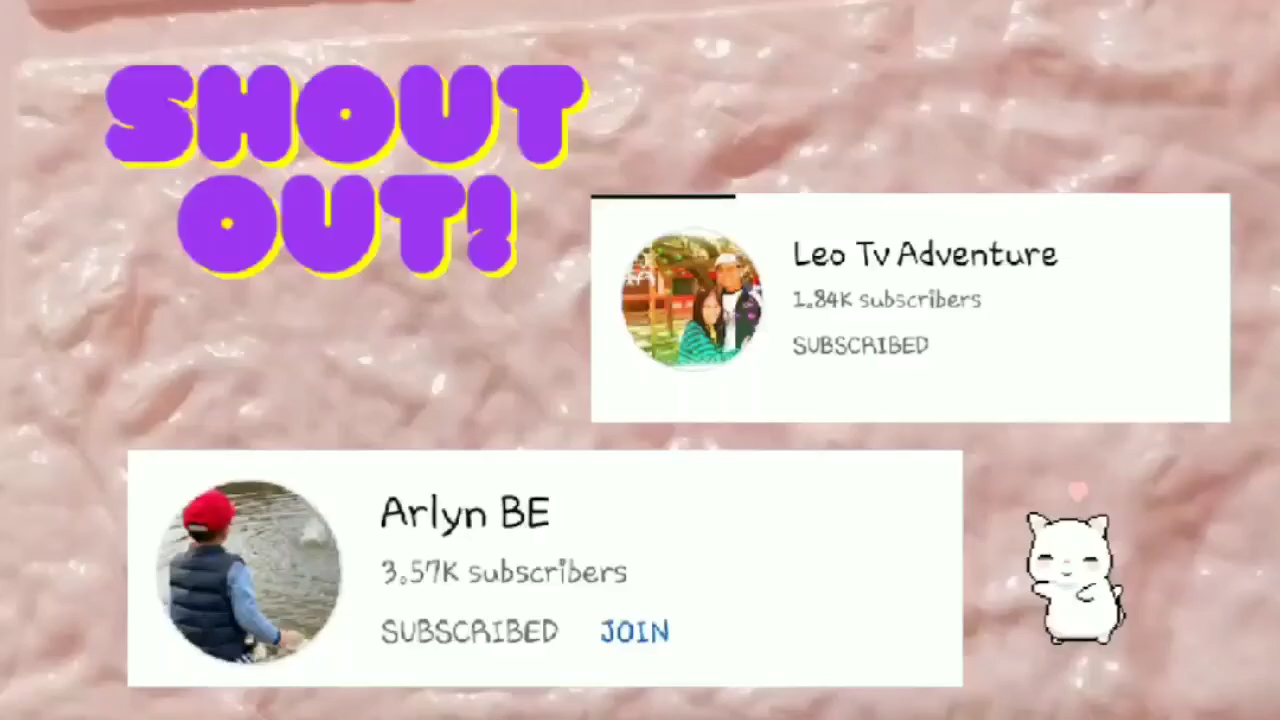 SHOUT
OUT!
Leo Tv Adventure
1.84K subscribers
SUBSCRIBED
Arlyn BE
3.57K subscribers
SUBSCRIBED JOIN